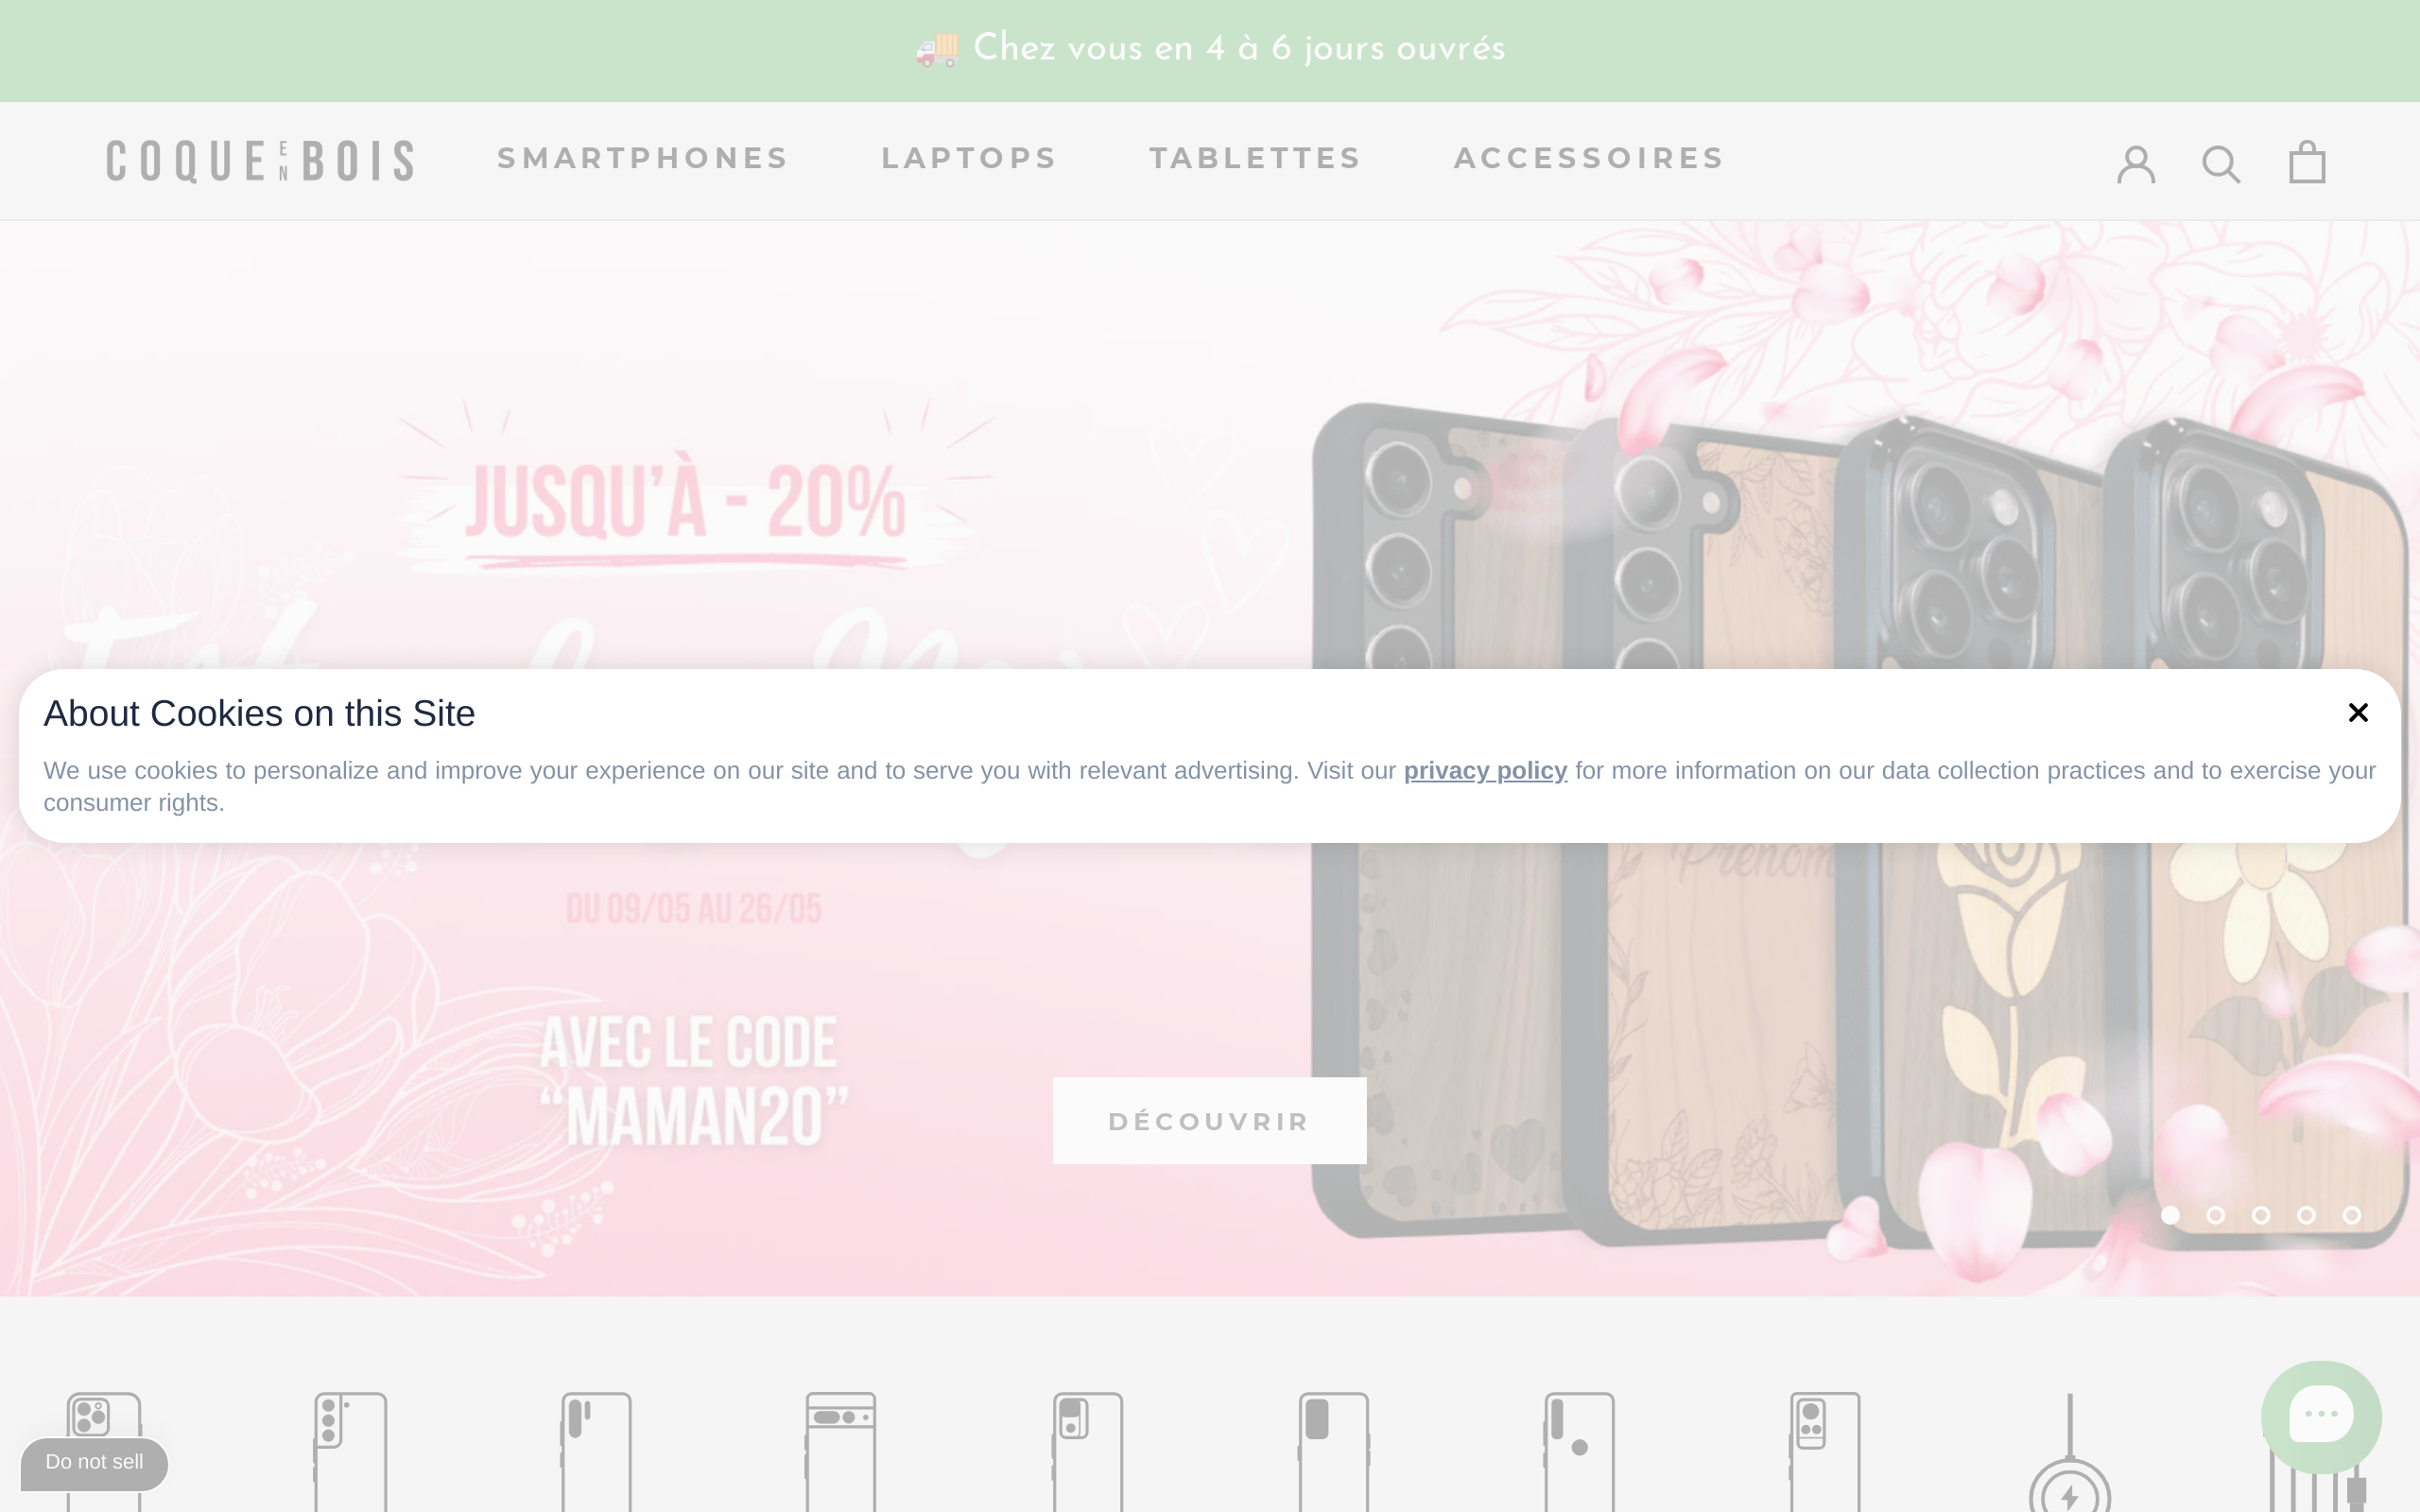 🚚 Chez vous en 4 à 6 jours ouvrés
COQUE EN BOIS
SMARTPHONES
LAPTOPS
TABLETTES
ACCESSOIRES
JUSQU'À - 20%
About Cookies on this Site
We use cookies to personalize and improve your experience on our site and to serve you with relevant advertising. Visit our privacy policy for more information on our data collection practices and to exercise your
consumer rights.
Prénom
DU 09/05 AU 26/05
AVEC LE CODE
“MAMAN20”
DÉCOUVRIR
Do not sell